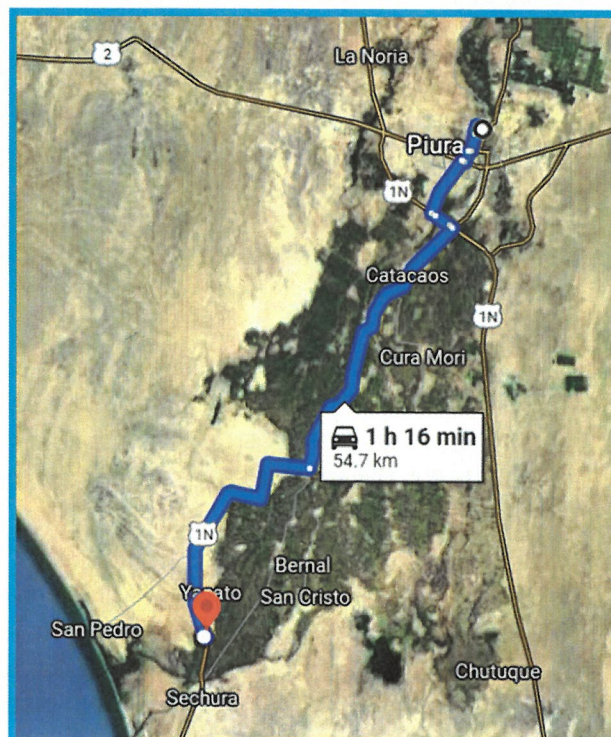 2
La Noria
Piura
1N
Catacaos
1N
Cura Mori
1 h 16 min
54.7 km
1N
Bernal
San Cristo
San Pedro
Sechura
Chutuque